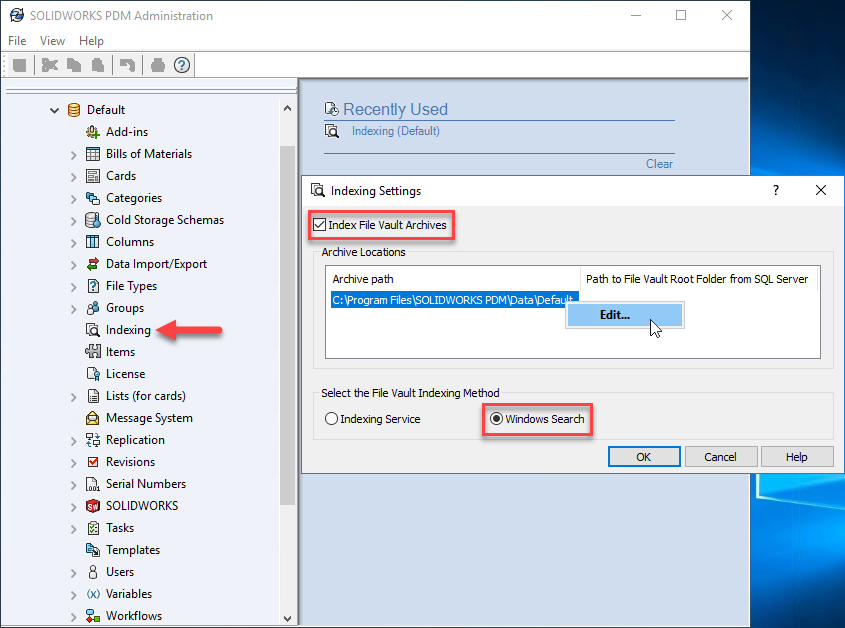 SOLIDWORKS PDM Administration
File View Help
Default
Add-ins
Bills of Materials
Cards
Categories
Cold Storage Schemas
Columns
Data Import/Export
File Types
Groups
Indexing
Items
License
Lists (for cards)
Message System
Replication
Revisions
Serial Numbers
SOLIDWORKS
Tasks
Templates
Users
(x) Variables
Workflows
Recently Used
Indexing (Default)
Clear
Indexing Settings
Index File Vault Archives
Archive Locations
Archive path Path to File Vault Root Folder from SQL Server
C:\Program Files\SOLIDWORKS PDM\Data\Default
Edit...
Select the File Vault Indexing Method
Indexing Service Windows Search
OK Cancel Help